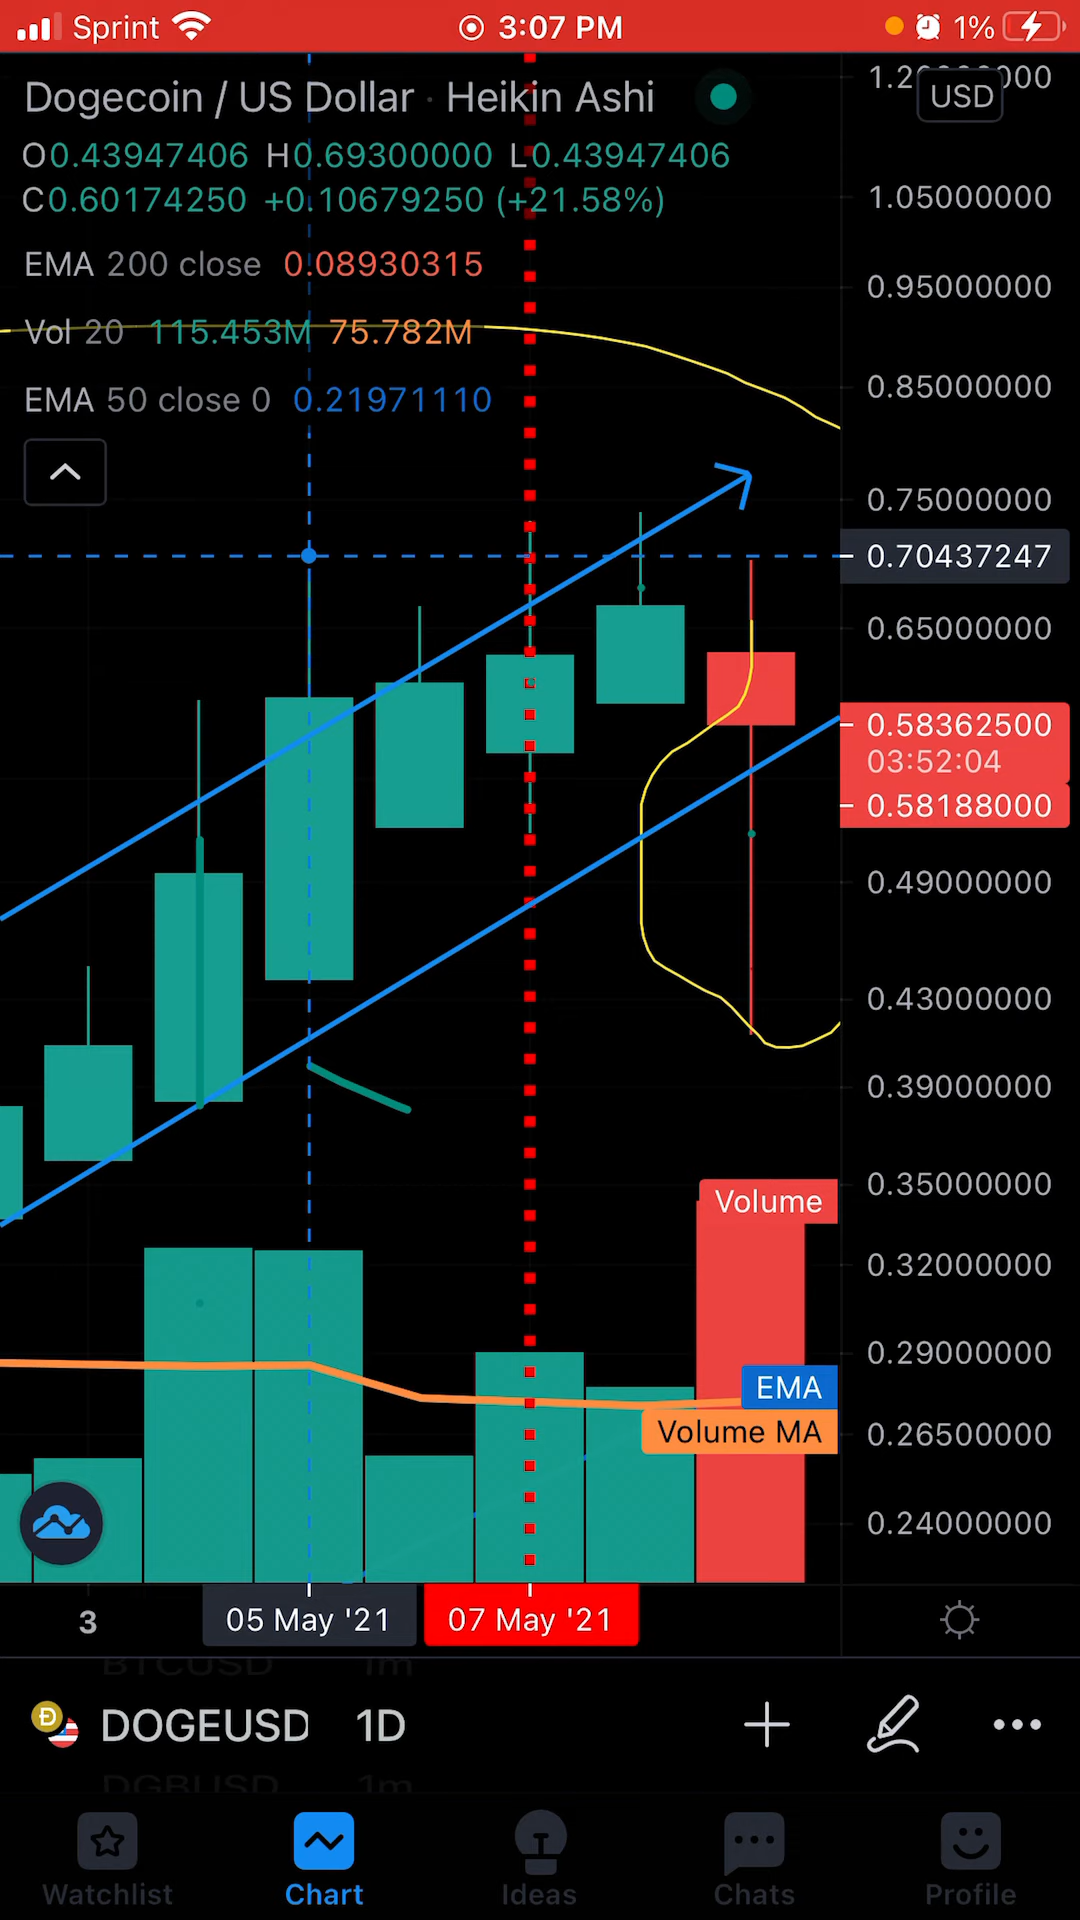 Sprint 3:07 PM 1%
Dogecoin / US Dollar · Heikin Ashi
USD
O0.43947406 H0.69300000 L0.43947406
C0.60174250 +0.10679250 (+21.58%)
EMA 200 close 0.08930315
Vol 20 115.453M 75.782M
EMA 50 close 0 0.21971110
1.05000000
0.95000000
0.85000000
0.75000000
0.70437247
0.65000000
0.58362500
03:52:04
0.58188000
0.49000000
0.43000000
0.39000000
0.35000000
Volume
0.32000000
0.29000000
EMA
Volume MA
0.26500000
0.24000000
3 05 May '21 07 May '21
BTCUSD 1m
DOGEUSD 1D
DGBUSD 1m
Watchlist Chart Ideas Chats Profile